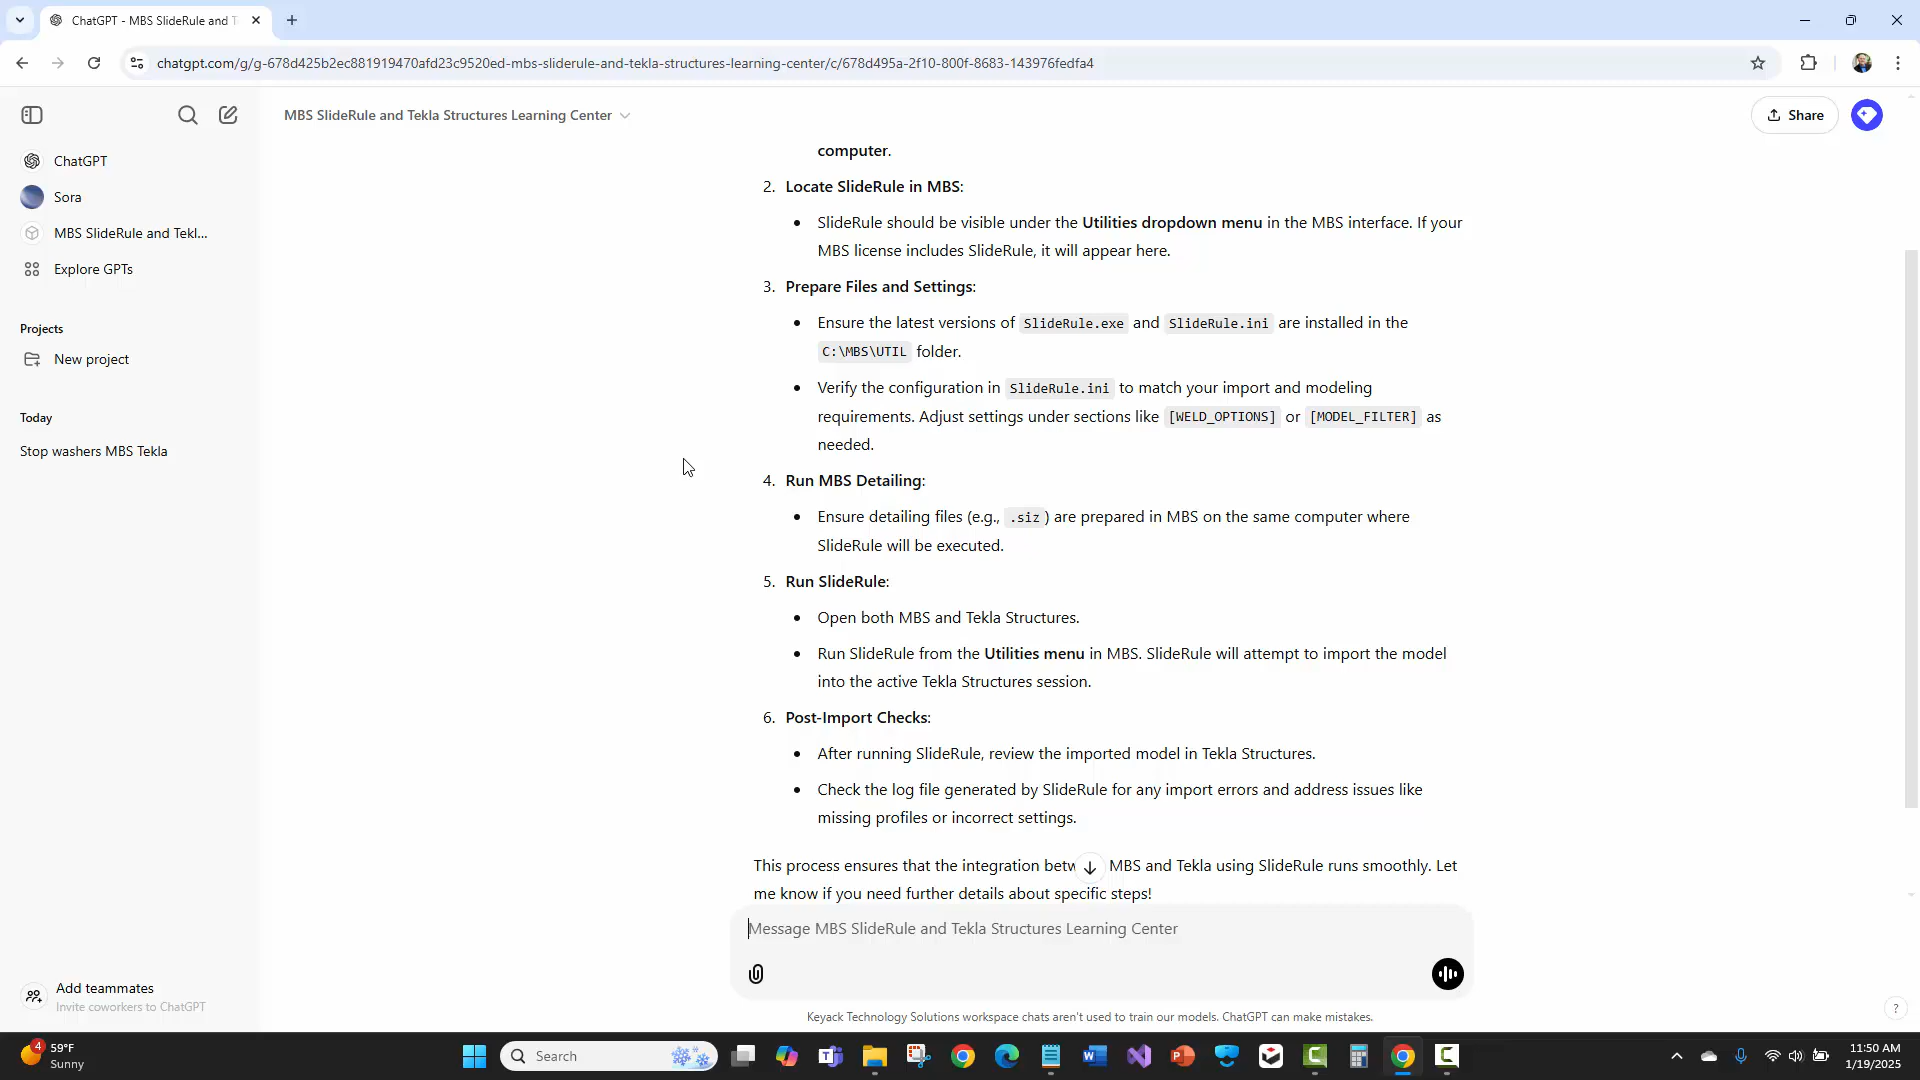 ChatGPT - MBS SlideRule and T
chatgpt.com/g/g-678d425b2ec881919470afd23c9520ed-mbs-sliderule-and-tekla-structures-learning-center/c/678d495a-2f10-800f-8683-143976fedfa4
MBS SlideRule and Tekla Structures Learning Center
Share
ChatGPT
Sora
MBS SlideRule and Tekl...
Explore GPTs
Projects
New project
Today
Stop washers MBS Tekla
Add teammates
Invite coworkers to ChatGPT
computer.
2. Locate SlideRule in MBS:
• SlideRule should be visible under the Utilities dropdown menu in the MBS interface. If your
MBS license includes SlideRule, it will appear here.
3. Prepare Files and Settings:
• Ensure the latest versions of SlideRule.exe and SlideRule.ini are installed in the
C:\MBS\UTIL folder.
• Verify the configuration in SlideRule.ini to match your import and modeling
requirements. Adjust settings under sections like [WELD_OPTIONS] or [MODEL_FILTER] as
needed.
4. Run MBS Detailing:
• Ensure detailing files (e.g., .siz ) are prepared in MBS on the same computer where
SlideRule will be executed.
5. Run SlideRule:
• Open both MBS and Tekla Structures.
• Run SlideRule from the Utilities menu in MBS. SlideRule will attempt to import the model
into the active Tekla Structures session.
6. Post-Import Checks:
• After running SlideRule, review the imported model in Tekla Structures.
• Check the log file generated by SlideRule for any import errors and address issues like
missing profiles or incorrect settings.
This process ensures that the integration betw MBS and Tekla using SlideRule runs smoothly. Let
me know if you need further details about specific steps!
Message MBS SlideRule and Tekla Structures Learning Center
Keyack Technology Solutions workspace chats aren't used to train our models. ChatGPT can make mistakes.
?
4
59°F
Sunny
Search
11:50 AM
1/19/2025